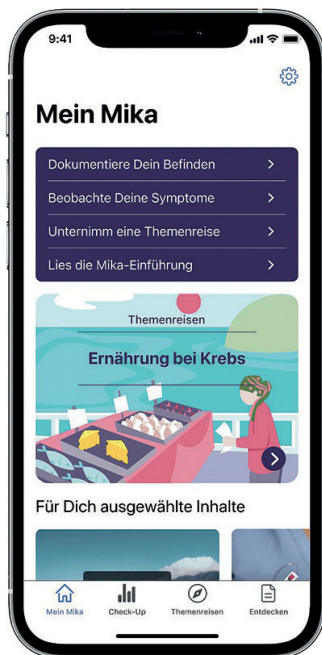 9:41
Mein Mika
Dokumentiere Dein Befinden
Beobachte Deine Symptome
Unternimm eine Themenreise
Lies die Mika-Einführung
Themenreisen
Ernährung bei Krebs
Für Dich ausgewählte Inhalte
Mein Mika Check-Up Themenreisen Entdecken